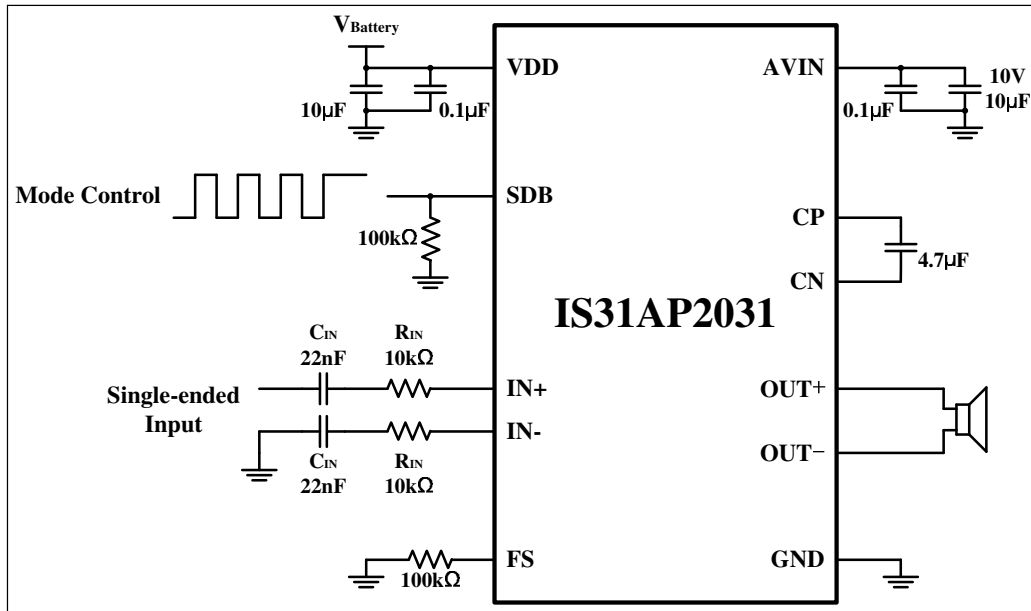 VBattery
VDD
10µF
0.1µF
AVIN
10V
0.1µF
10µF
Mode Control
SDB
100kΩ
CP
4.7µF
CN
IS31AP2031
CIN
22nF
RIN
10kΩ
Single-ended
Input
IN+
IN-
CIN
22nF
RIN
10kΩ
OUT+
OUT−
FS
100kΩ
GND